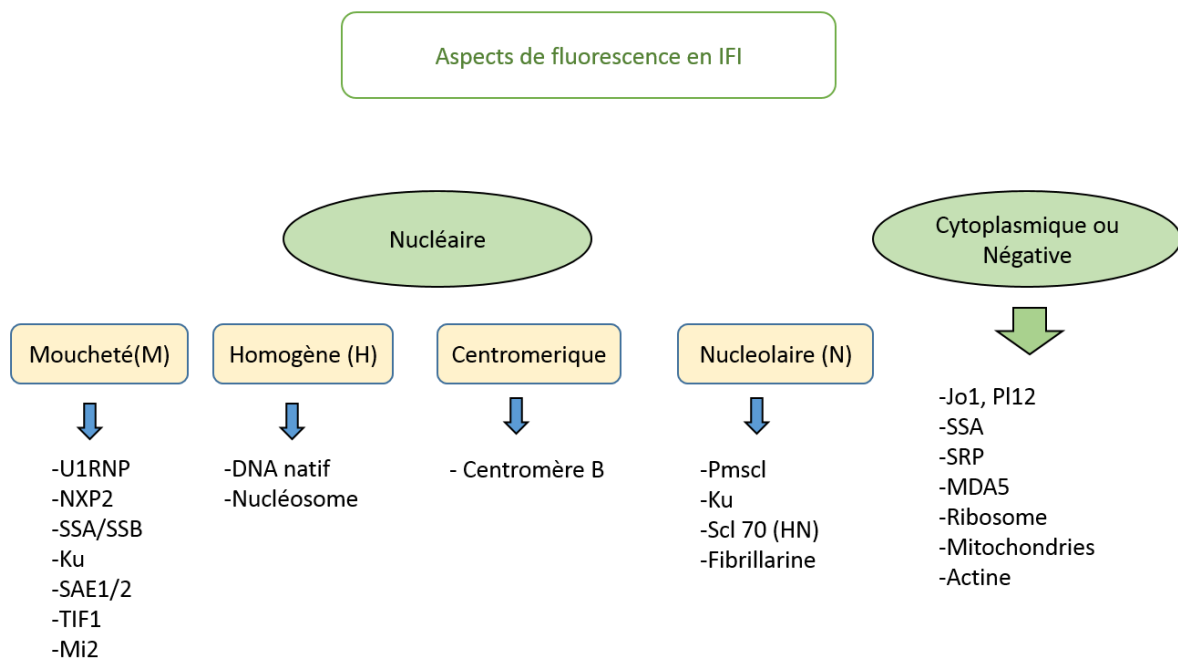 Aspects de fluorescence en IFI
Nucléaire
Cytoplasmique ou
Négative
Moucheté(M)
-U1RNP
-NXP2
-SSA/SSB
-Ku
-SAE1/2
-TIF1
-Mi2
Homogène (H)
-DNA natif
-Nucléosome
Centromerique
- Centromère B
Nucleolaire (N)
-Pmscl
-Ku
-Scl 70 (HN)
-Fibrillarine
-Jo1, Pl12
-SSA
-SRP
-MDA5
-Ribosome
-Mitochondries
-Actine